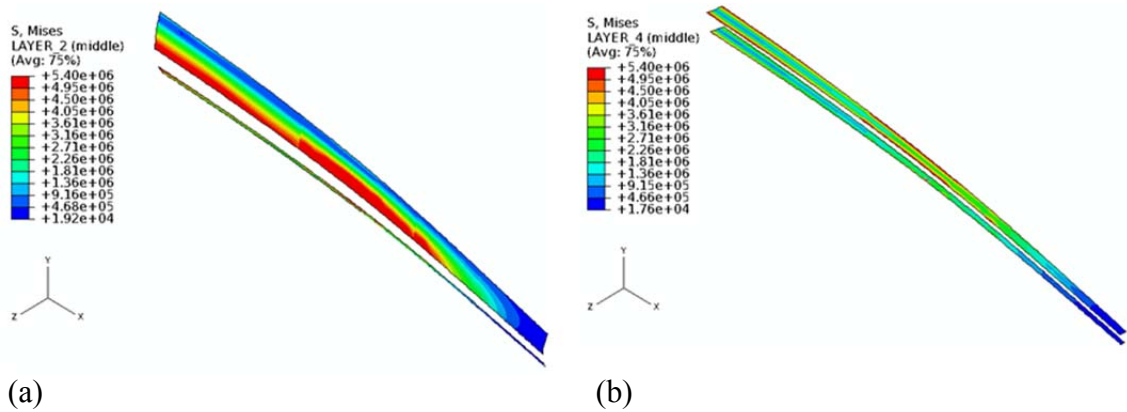 S, Mises
LAYER_2 (middle)
(Avg: 75%)
+5.40e+06
+4.95e+06
+4.50e+06
+4.05e+06
+3.61e+06
+3.16e+06
+2.71e+06
+2.26e+06
+1.81e+06
+1.36e+06
+9.16e+05
+4.68e+05
+1.92e+04
Y
Z
X
(a)
S, Mises
LAYER_4 (middle)
(Avg: 75%)
+5.40e+06
+4.95e+06
+4.50e+06
+4.05e+06
+3.61e+06
+3.16e+06
+2.71e+06
+2.26e+06
+1.81e+06
+1.36e+06
+9.15e+05
+4.66e+05
+1.76e+04
Y
Z
X
(b)